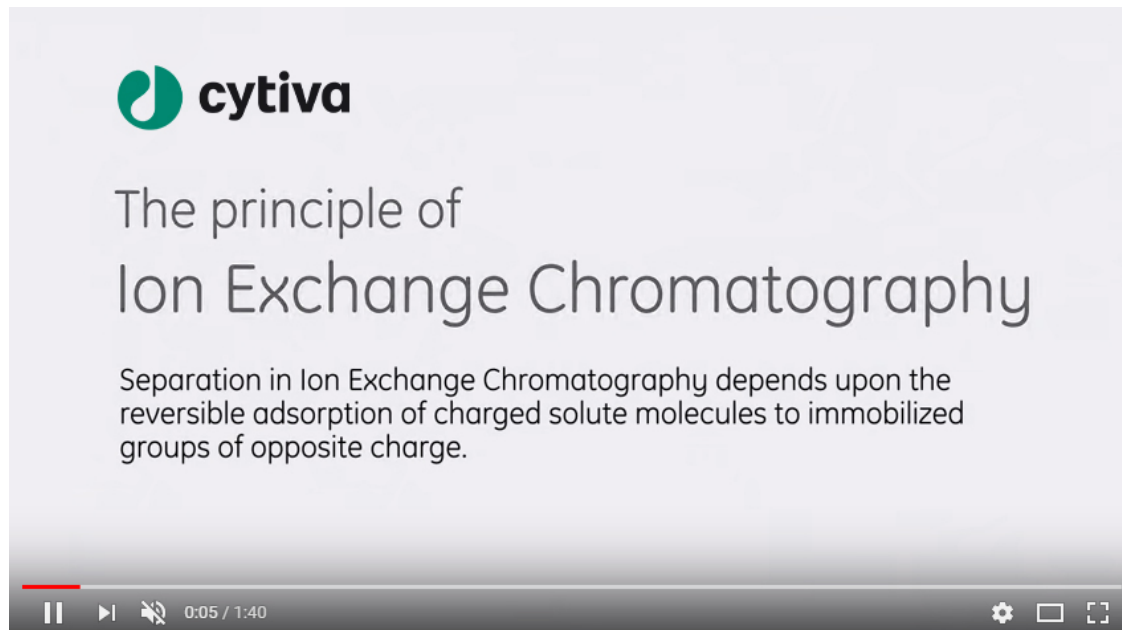 cytiva
The principle of
Ion Exchange Chromatography
Separation in Ion Exchange Chromatography depends upon the
reversible adsorption of charged solute molecules to immobilized
groups of opposite charge.
0:05 / 1:40